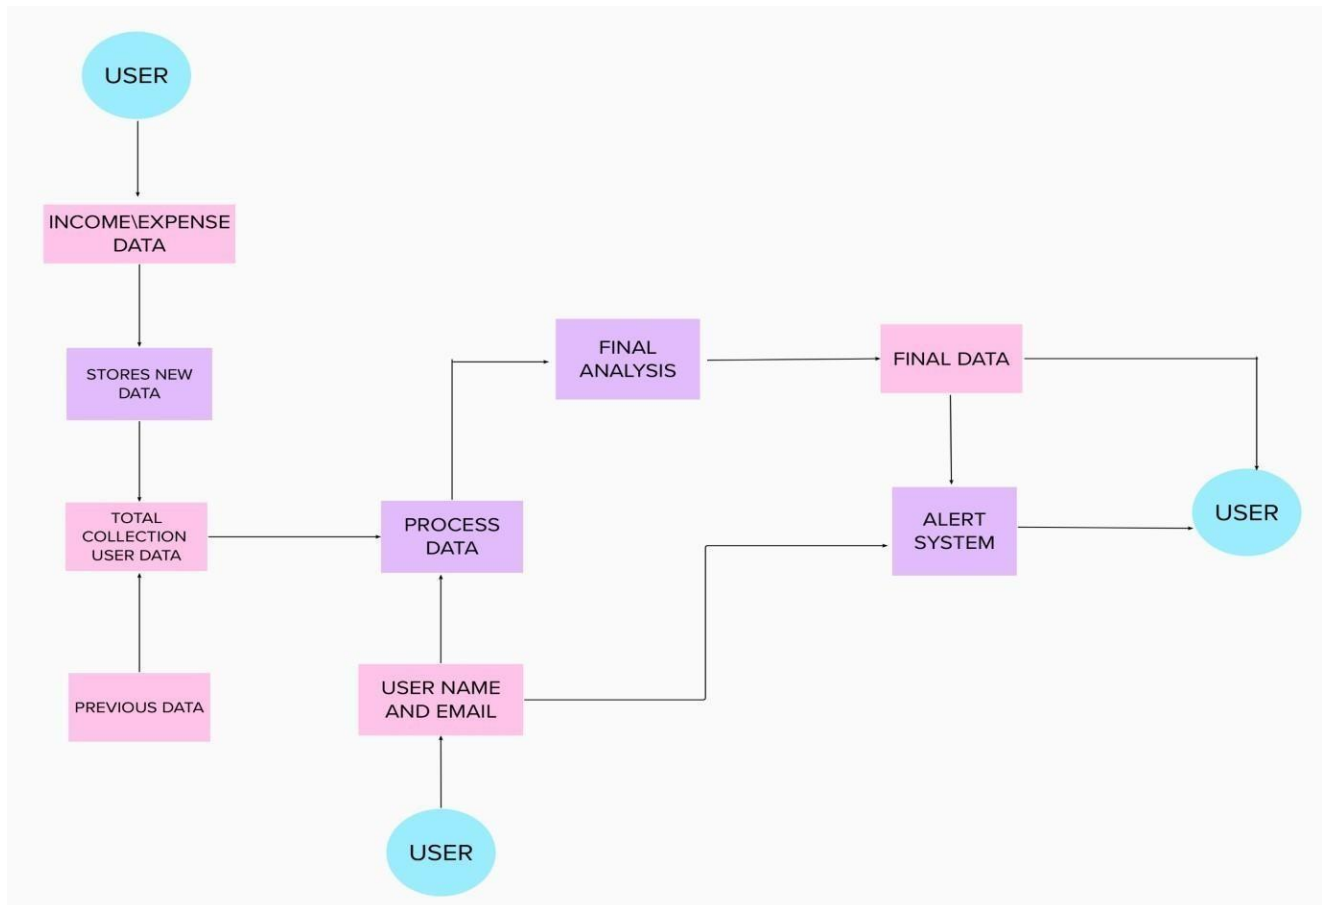 USER
INCOME\EXPENSE
DATA
STORES NEW
DATA
TOTAL
COLLECTION
USER DATA
PREVIOUS DATA
PROCESS
DATA
USER NAME
AND EMAIL
USER
FINAL
ANALYSIS
FINAL DATA
ALERT
SYSTEM
USER